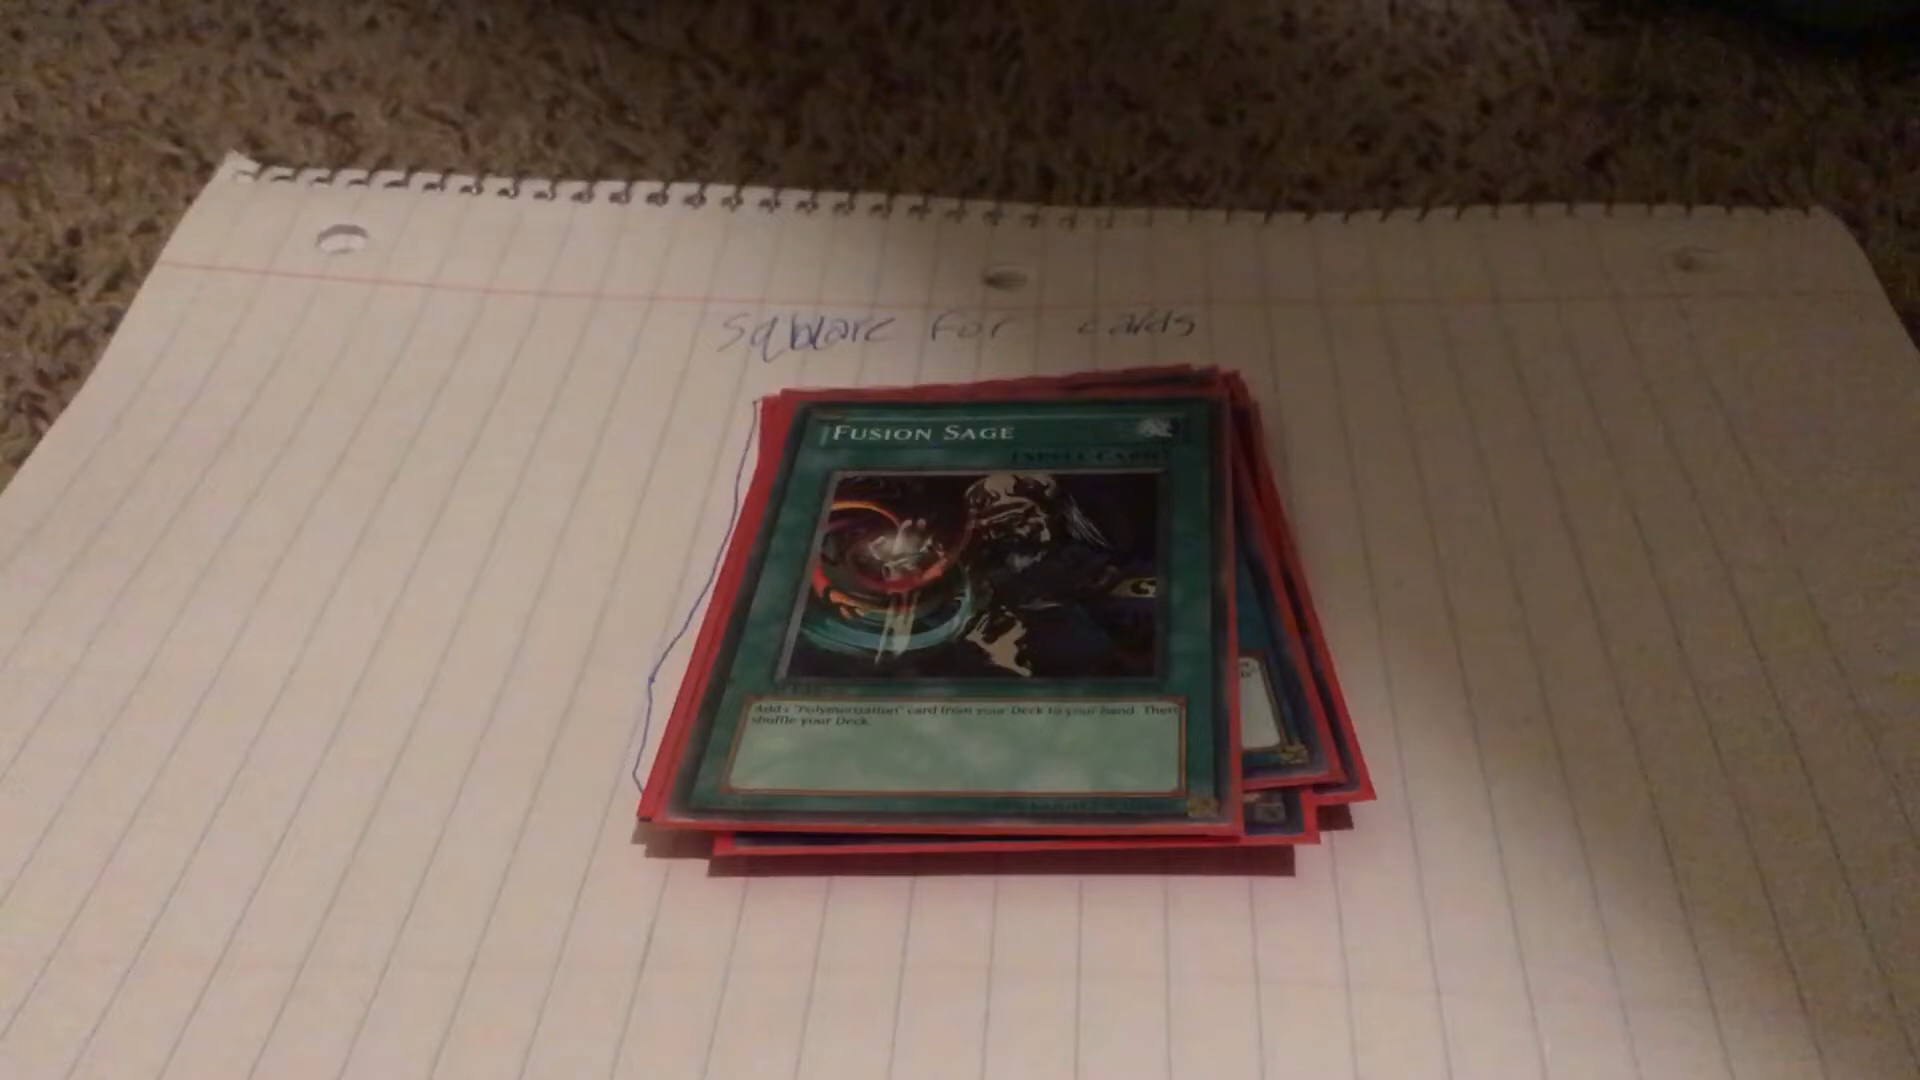 Square For cards
FUSION SAGE
[SPELL CARD]
Add 1 "Polymerization" card from your Deck to your hand. Then
shuffle your Deck.